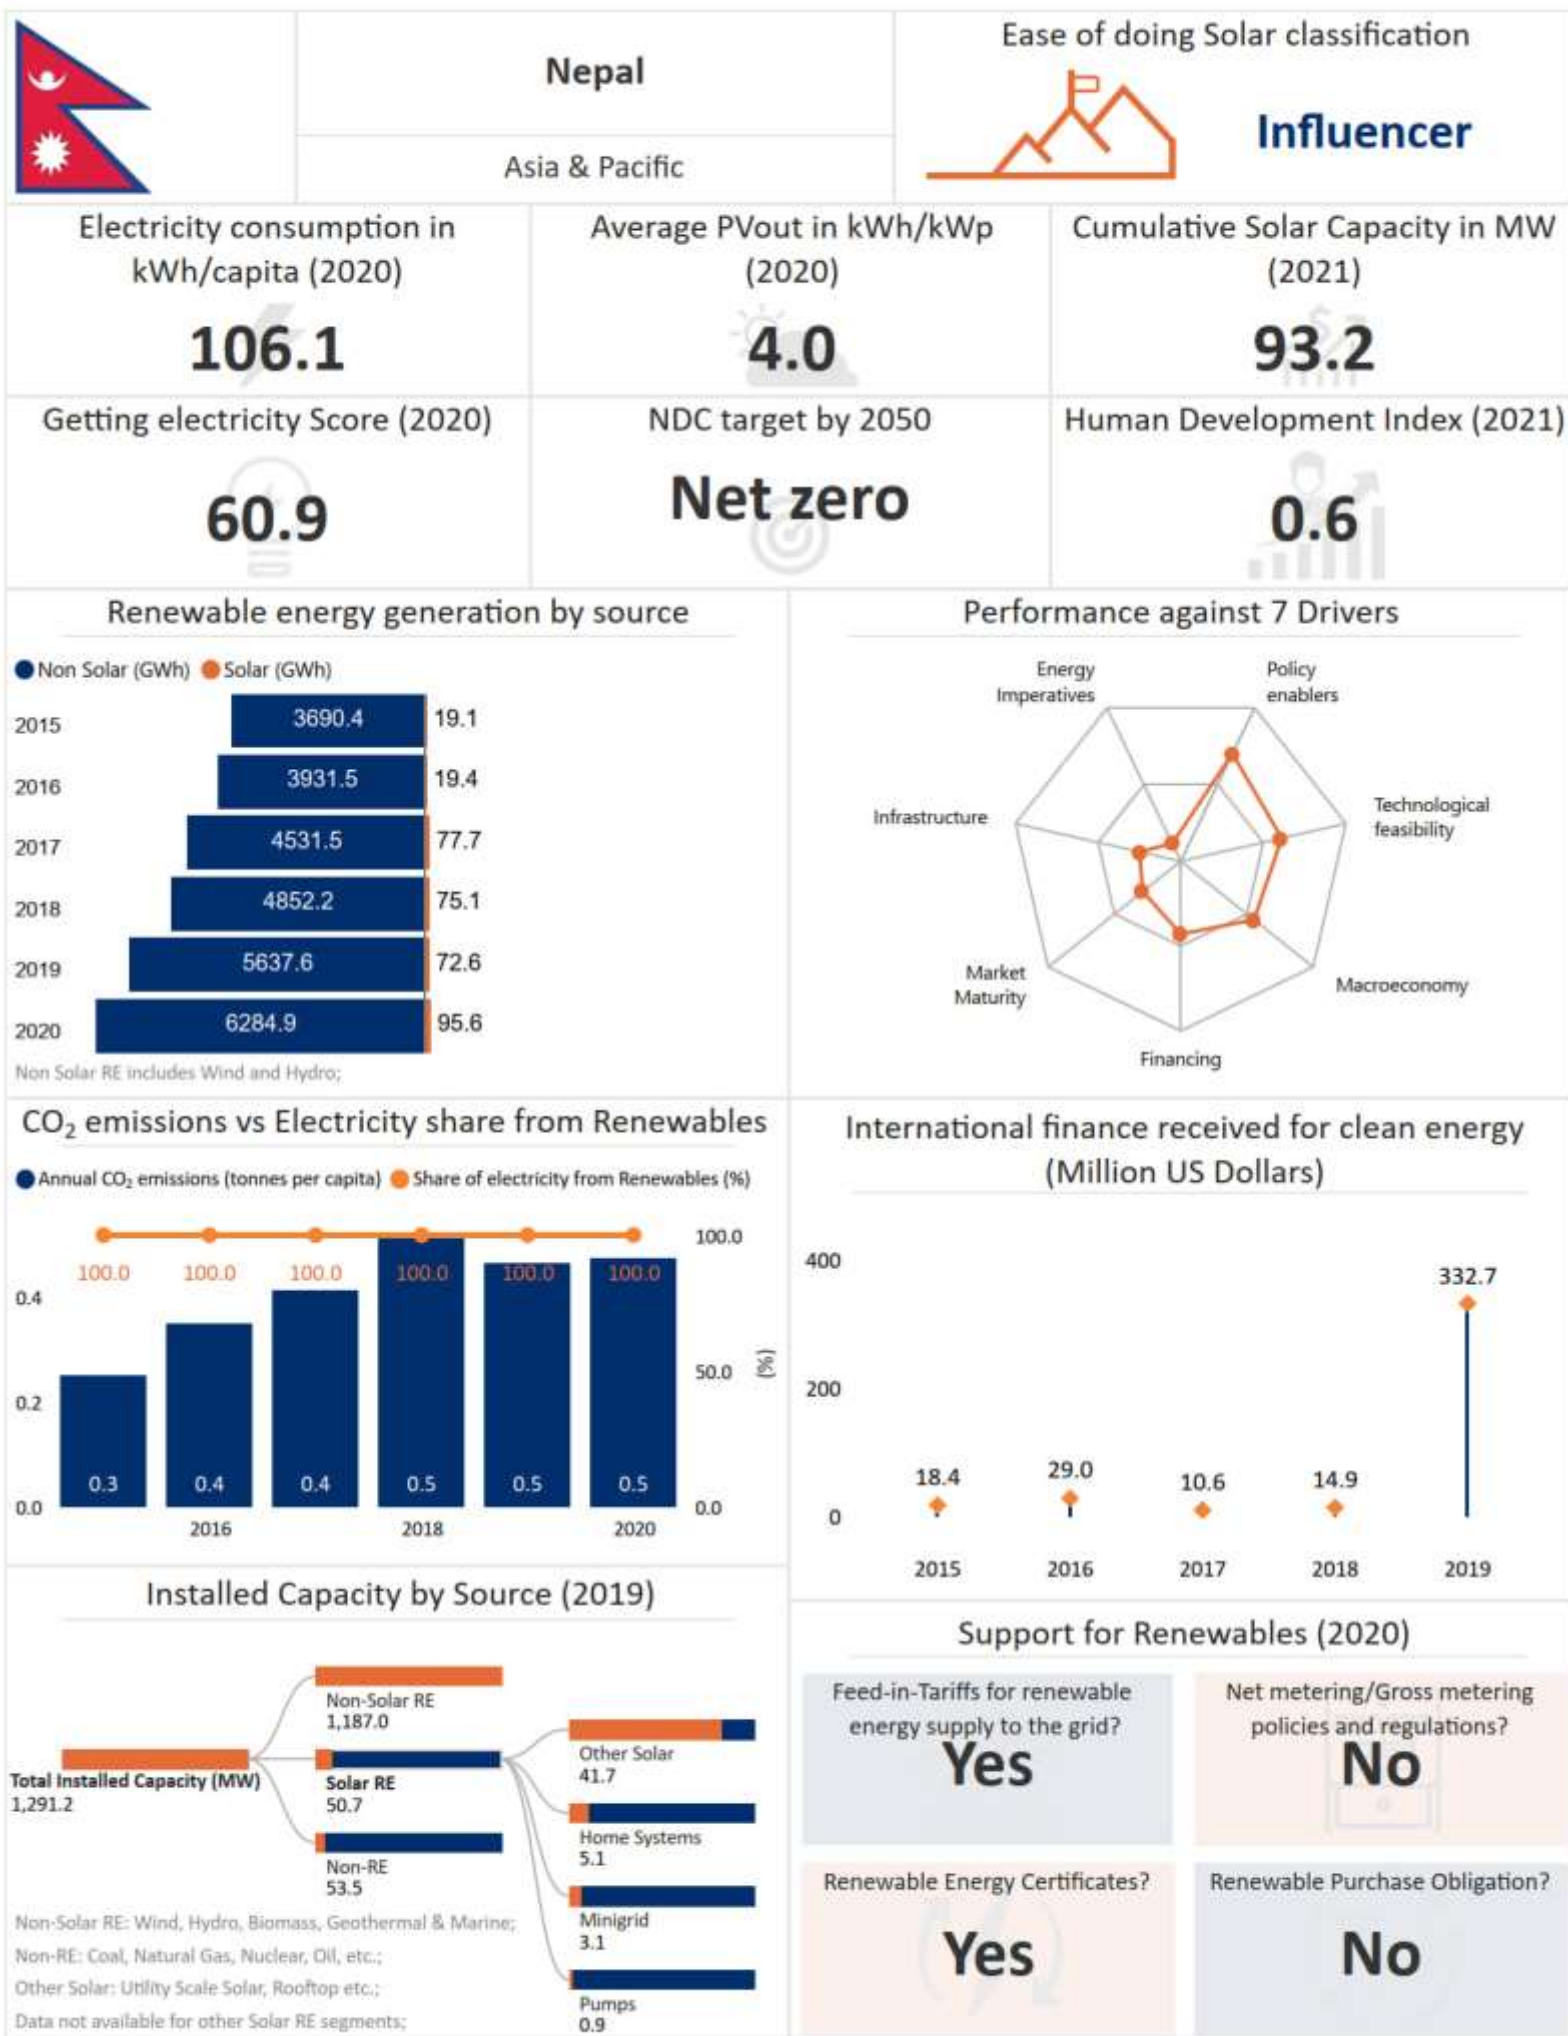 Nepal
Asia & Pacific
Ease of doing Solar classification
Influencer
Electricity consumption in
kWh/capita (2020)
106.1
Average PVout in kWh/kWp
(2020)
4.0
Cumulative Solar Capacity in MW
(2021)
93.2
Getting electricity Score (2020)
60.9
NDC target by 2050
Net zero
Human Development Index (2021)
0.6
Renewable energy generation by source
Non Solar (GWh) Solar (GWh)
2015 3690.4 19.1
2016 3931.5 19.4
2017 4531.5 77.7
2018 4852.2 75.1
2019 5637.6 72.6
2020 6284.9 95.6
Non Solar RE includes Wind and Hydro;
Performance against 7 Drivers
Energy
Imperatives
Policy
enablers
Infrastructure
Technological
feasibility
Market
Maturity
Macroeconomy
Financing
CO₂ emissions vs Electricity share from Renewables
Annual CO₂ emissions (tonnes per capita) Share of electricity from Renewables (%)
100.0
100.0 100.0 100.0 100.0 100.0 100.0
0.4
50.0 (%)
0.2
0.3 0.4 0.4 0.5 0.5 0.5
0.0 0.0
2016 2018 2020
International finance received for clean energy
(Million US Dollars)
400
332.7
200
18.4 29.0 10.6 14.9
0
2015 2016 2017 2018 2019
Installed Capacity by Source (2019)
Total Installed Capacity (MW)
1,291.2
Non-Solar RE
1,187.0
Solar RE
50.7
Non-RE
53.5
Other Solar
41.7
Home Systems
5.1
Minigrid
3.1
Pumps
0.9
Non-Solar RE: Wind, Hydro, Biomass, Geothermal & Marine;
Non-RE: Coal, Natural Gas, Nuclear, Oil, etc.;
Other Solar: Utility Scale Solar, Rooftop etc.;
Data not available for other Solar RE segments;
Support for Renewables (2020)
Feed-in-Tariffs for renewable
energy supply to the grid?
Yes
Net metering/Gross metering
policies and regulations?
No
Renewable Energy Certificates?
Yes
Renewable Purchase Obligation?
No